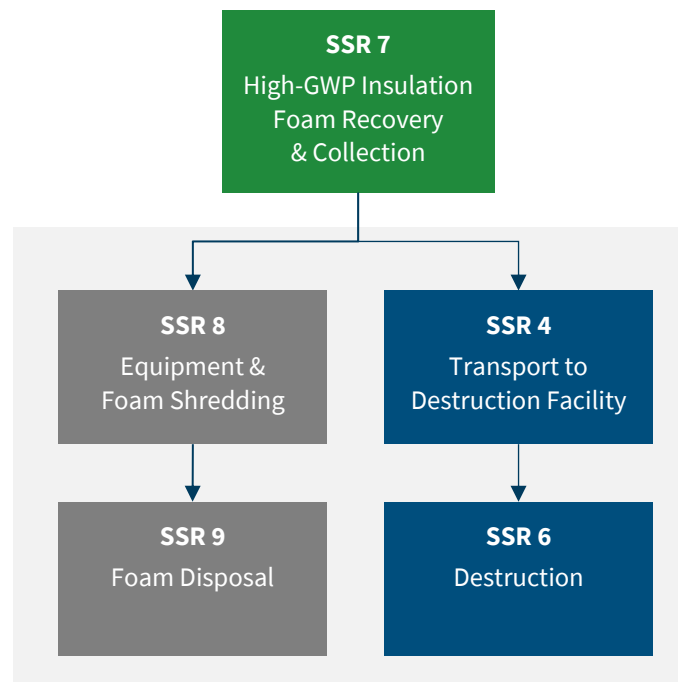 SSR 7
High-GWP Insulation
Foam Recovery
& Collection
SSR 8
Equipment &
Foam Shredding
SSR 4
Transport to
Destruction Facility
SSR 9
Foam Disposal
SSR 6
Destruction